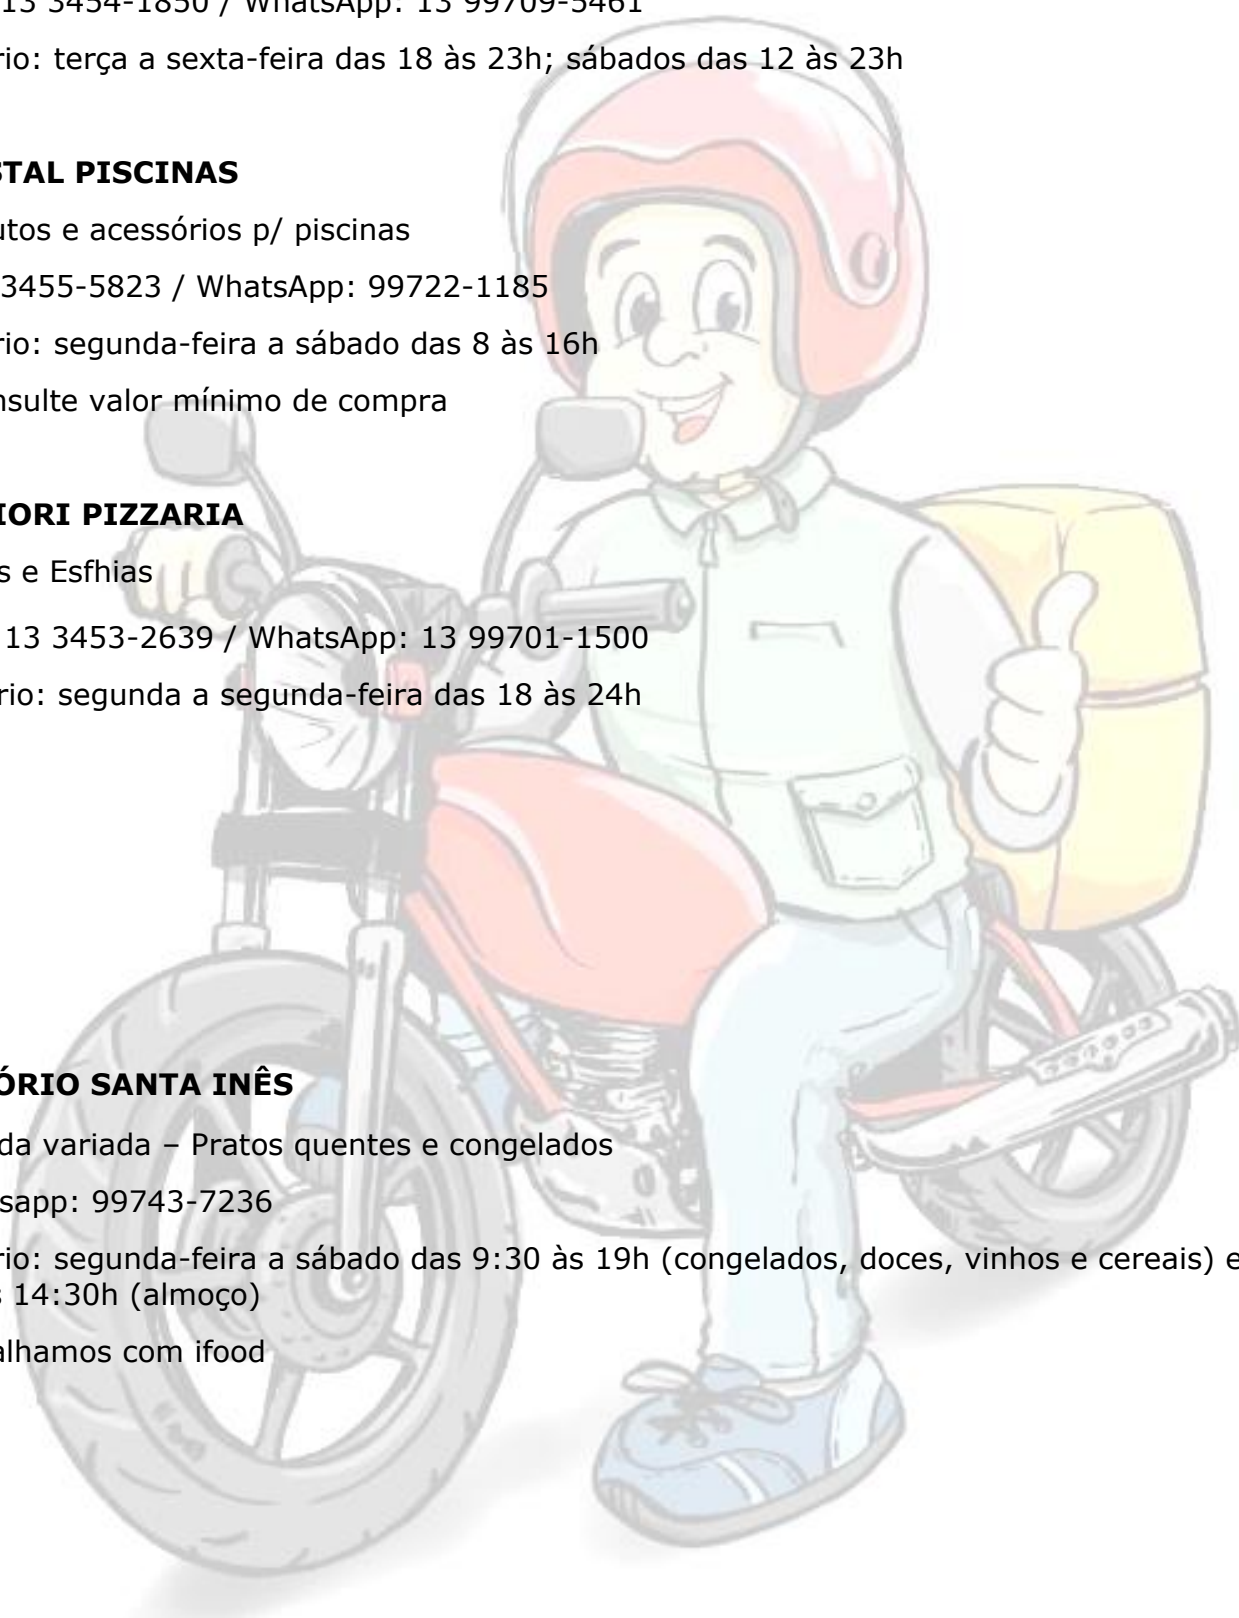 13 3454-1850 / WhatsApp: 13 99709-5461
rio: terça a sexta-feira das 18 às 23h; sábados das 12 às 23h
STAL PISCINAS
utos e acessórios p/ piscinas
3455-5823 / WhatsApp: 99722-1185
rio: segunda-feira a sábado das 8 às 16h
nsulte valor mínimo de compra
IORI PIZZARIA
s e Esfhias
13 3453-2639 / WhatsApp: 13 99701-1500
rio: segunda a segunda-feira das 18 às 24h
ÓRIO SANTA INÊS
da variada – Pratos quentes e congelados
sapp: 99743-7236
rio: segunda-feira a sábado das 9:30 às 19h (congelados, doces, vinhos e cereais) e
s 14:30h (almoço)
alhamos com ifood